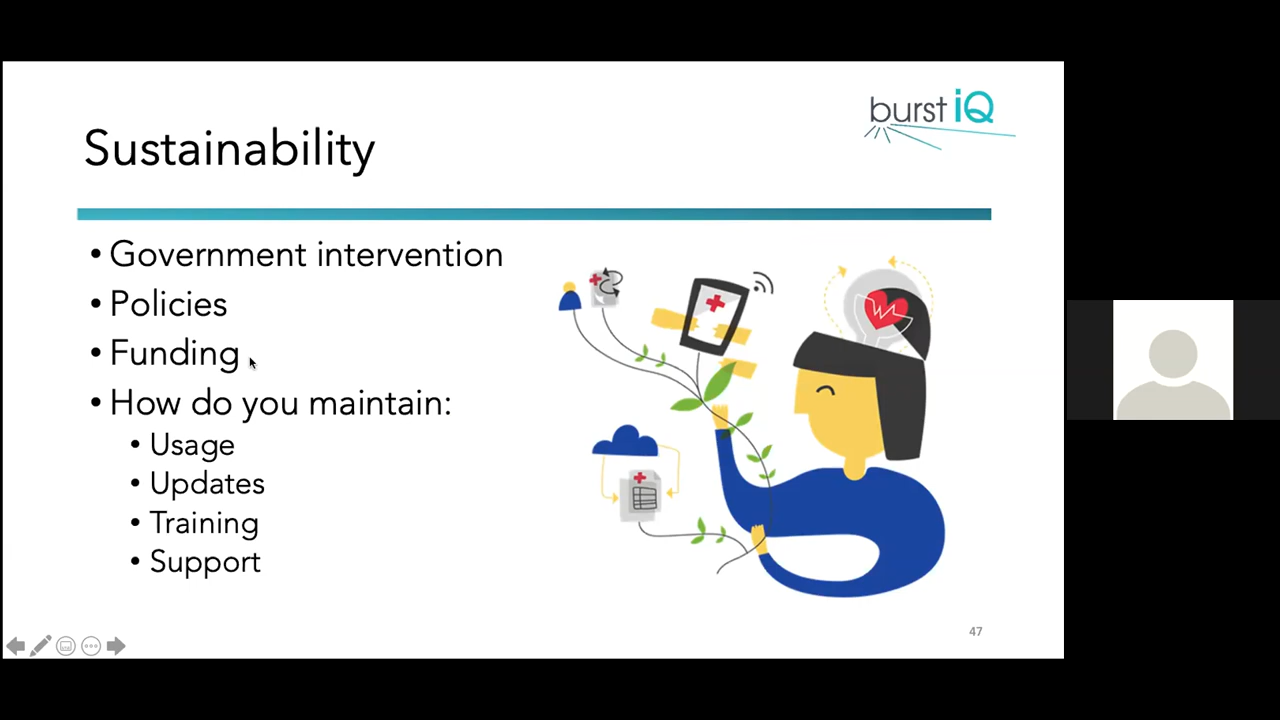 burst iQ
Sustainability
• Government intervention
• Policies
• Funding
• How do you maintain:
• Usage
• Updates
• Training
• Support
47